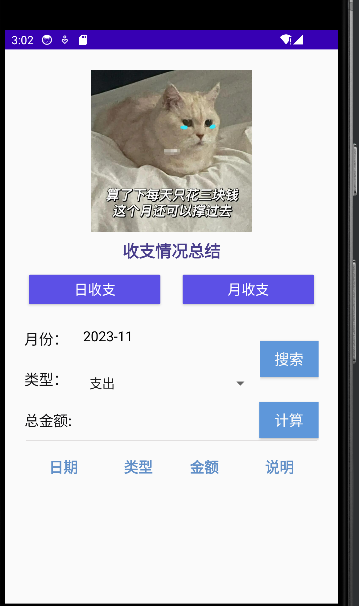 3:02
算了下每天只花三块钱
这个月还可以撑过去
收支情况总结
日收支 月收支
月份： 2023-11
搜索
类型： 支出
总金额: 计算
日期 类型 金额 说明